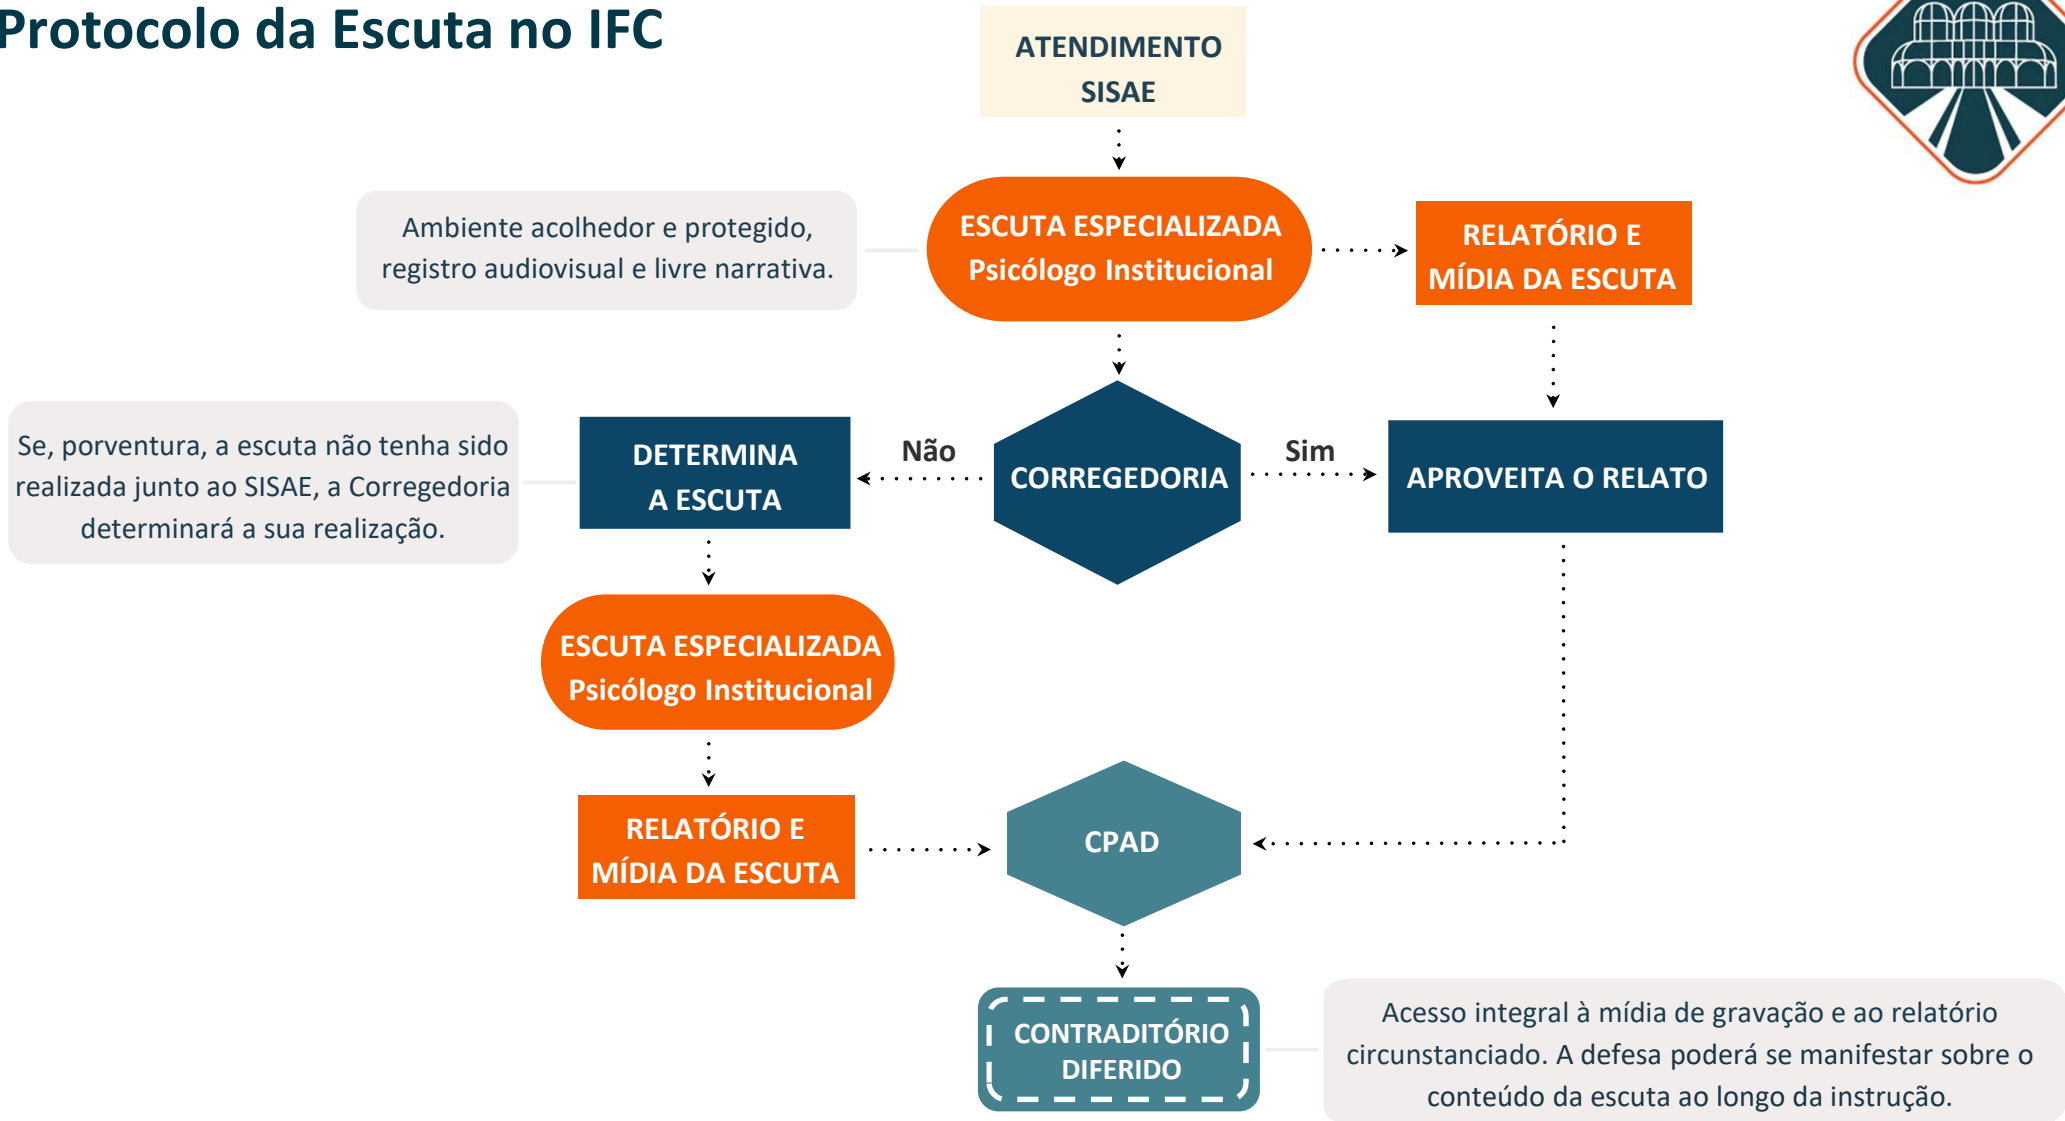 Protocolo da Escuta no IFC
ATENDIMENTO
SISAE
Ambiente acolhedor e protegido,
registro audiovisual e livre narrativa.
ESCUTA ESPECIALIZADA
Psicólogo Institucional
RELATÓRIO E
MÍDIA DA ESCUTA
Se, porventura, a escuta não tenha sido
realizada junto ao SISAE, a Corregedoria
determinará a sua realização.
DETERMINA
A ESCUTA
Não
CORREGEDORIA
Sim
APROVEITA O RELATO
ESCUTA ESPECIALIZADA
Psicólogo Institucional
RELATÓRIO E
MÍDIA DA ESCUTA
CPAD
CONTRADITÓRIO
DIFERIDO
Acesso integral à mídia de gravação e ao relatório
circunstanciado. A defesa poderá se manifestar sobre o
conteúdo da escuta ao longo da instrução.